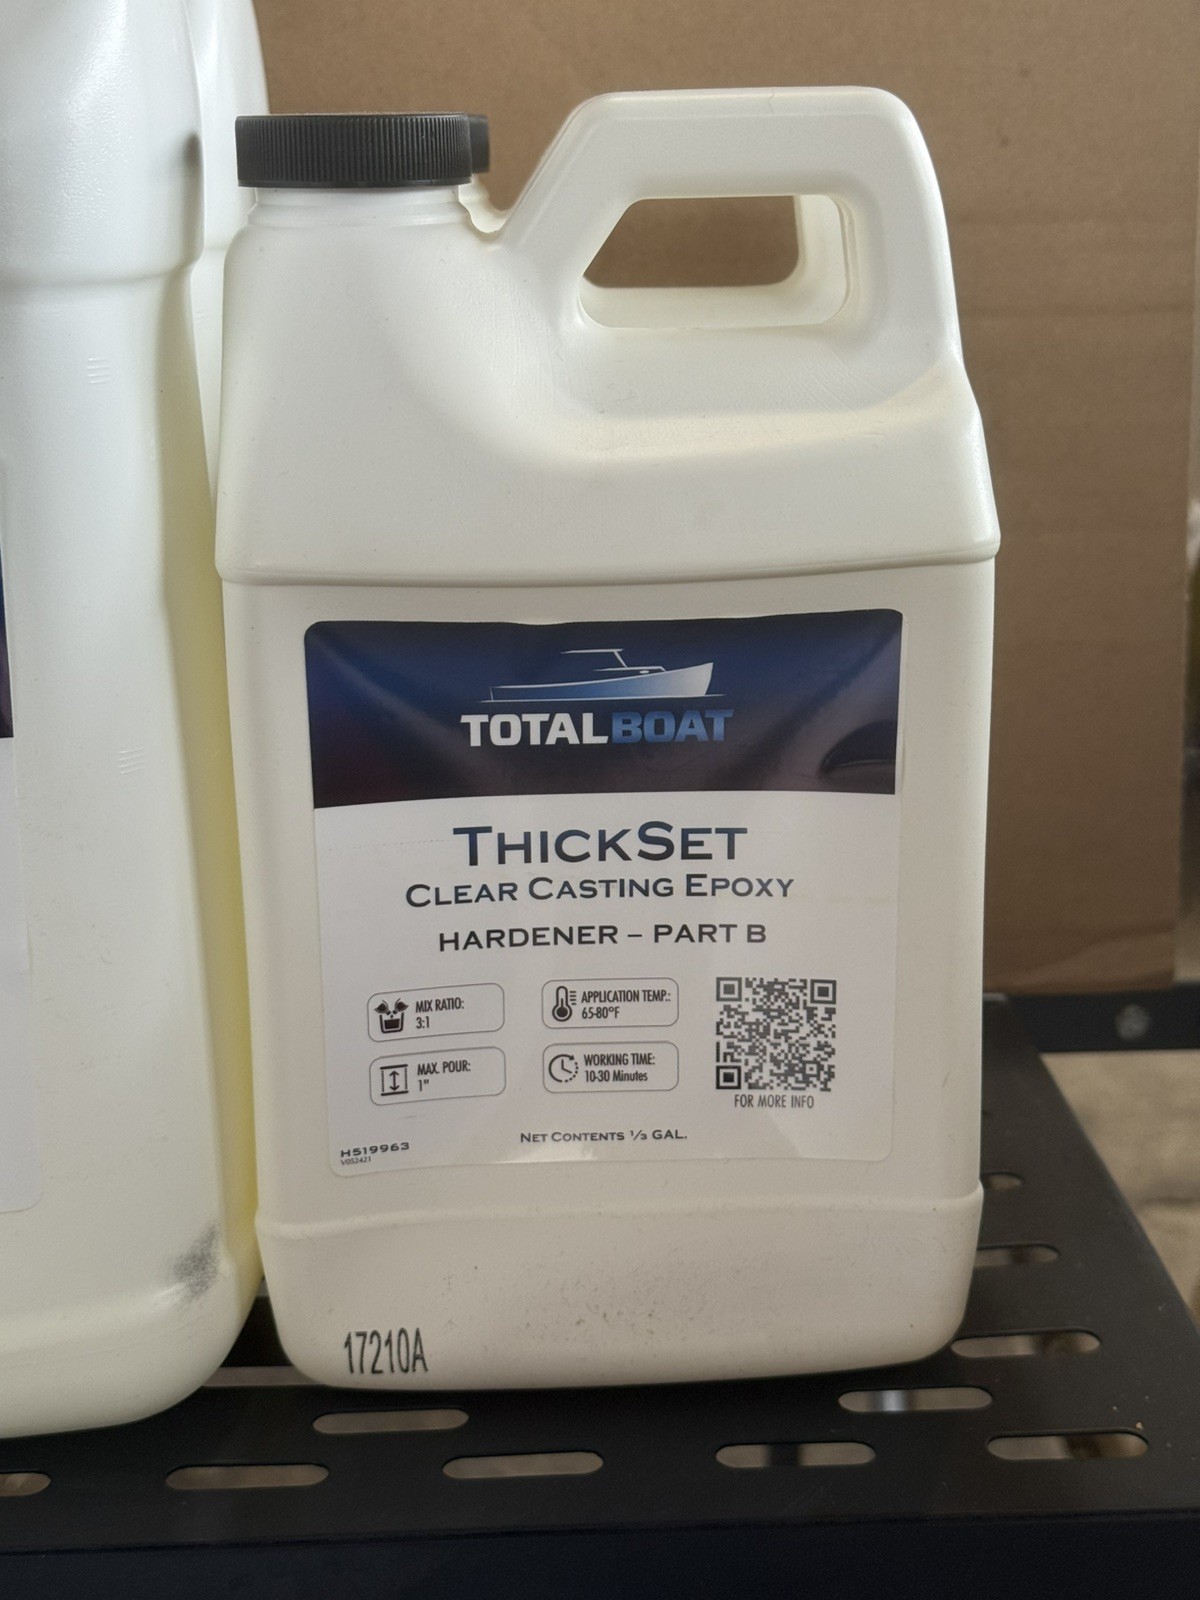 TOTALBOAT
THICKSET
CLEAR CASTING EPOXY
HARDENER – PART B
MIX RATIO:
3:1
APPLICATION TEMP.:
65-80°F
MAX. POUR:
1"
WORKING TIME:
10-30 Minutes
FOR MORE INFO
NET CONTENTS ⅓ GAL.
H519963
V052421
17210A